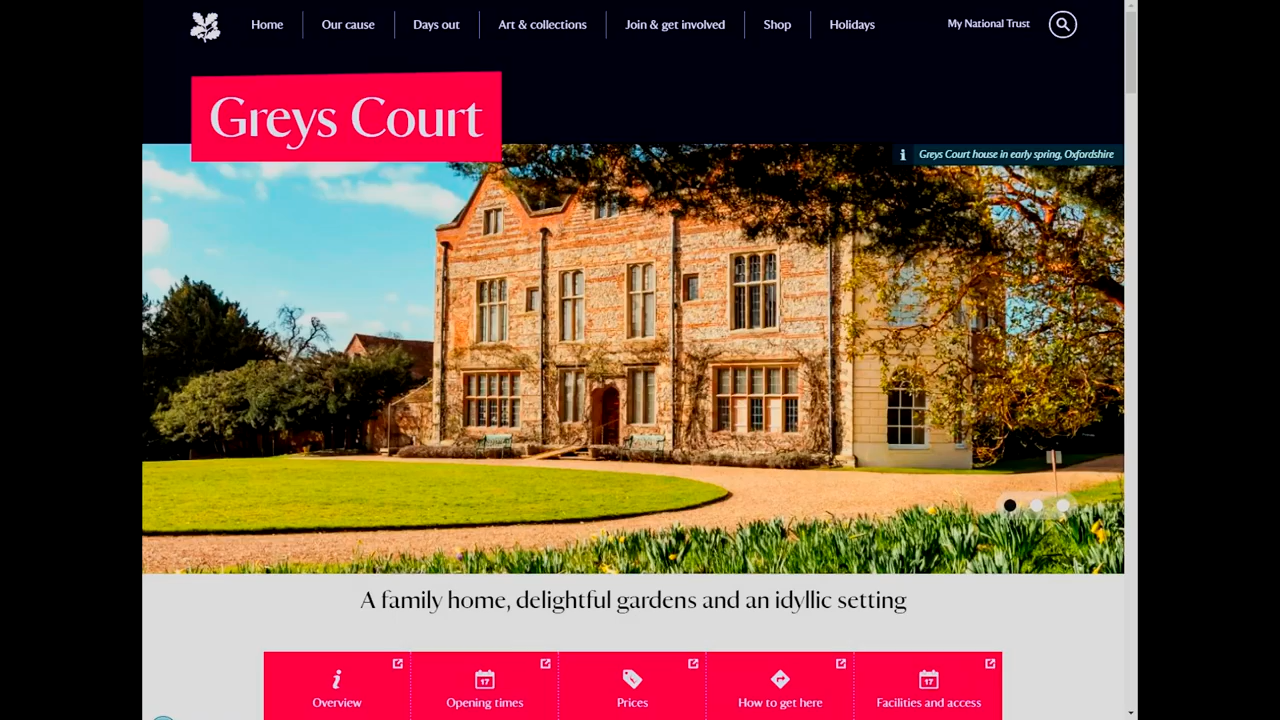 Home
Our cause
Days out
Art & collections
Join & get involved
Shop
Holidays
My National Trust
Greys Court
i
Greys Court house in early spring, Oxfordshire
A family home, delightful gardens and an idyllic setting
i
Overview
17
Opening times
Prices
How to get here
17
Facilities and access